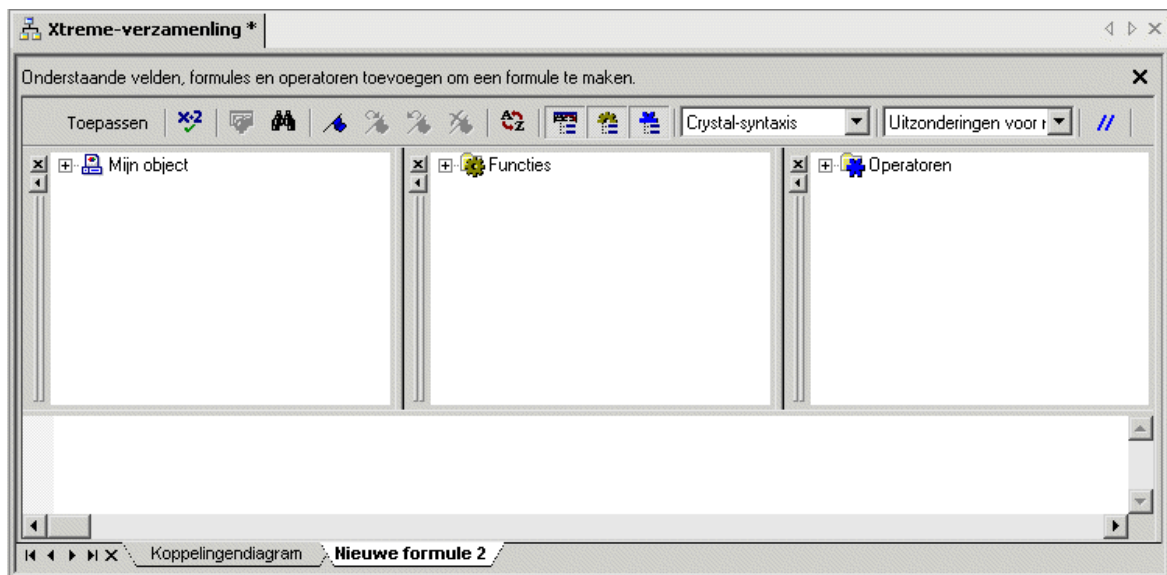 Xtreme-verzamenling *
Onderstaande velden, formules en operatoren toevoegen om een formule te maken.
Toepassen x+2 A Z Crystal-syntaxis Uitzonderingen voor //
Mijn object Functies Operatoren
Koppelingendiagram Nieuwe formule 2